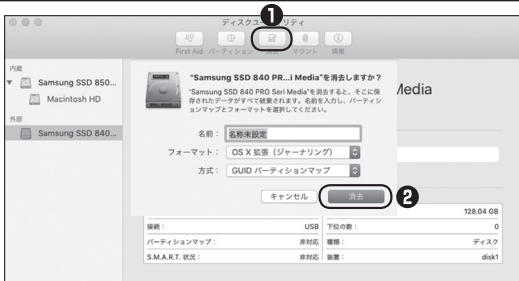 ❶
ディスクユーティリティ
First Aid パーティション 消去 マウント 情報
内蔵
Samsung SSD 850...
Macintosh HD
外部
Samsung SSD 840...
"Samsung SSD 840 PR...i Media"を消去しますか？
"Samsung SSD 840 PRO Seri Media"を消去すると、そこに保
存されたデータがすべて破棄されます。名前を入力し、パーティシ
ョンマップとフォーマットを選択してください。
Media
名前： 名称未設定
フォーマット： OS X 拡張（ジャーナリング）
方式： GUID パーティションマップ
キャンセル 消去 ❷
128.04 GB
接続： USB 下位の数： 0
パーティションマップ： 非対応 種類： ディスク
S.M.A.R.T. 状況： 非対応 装置： disk1